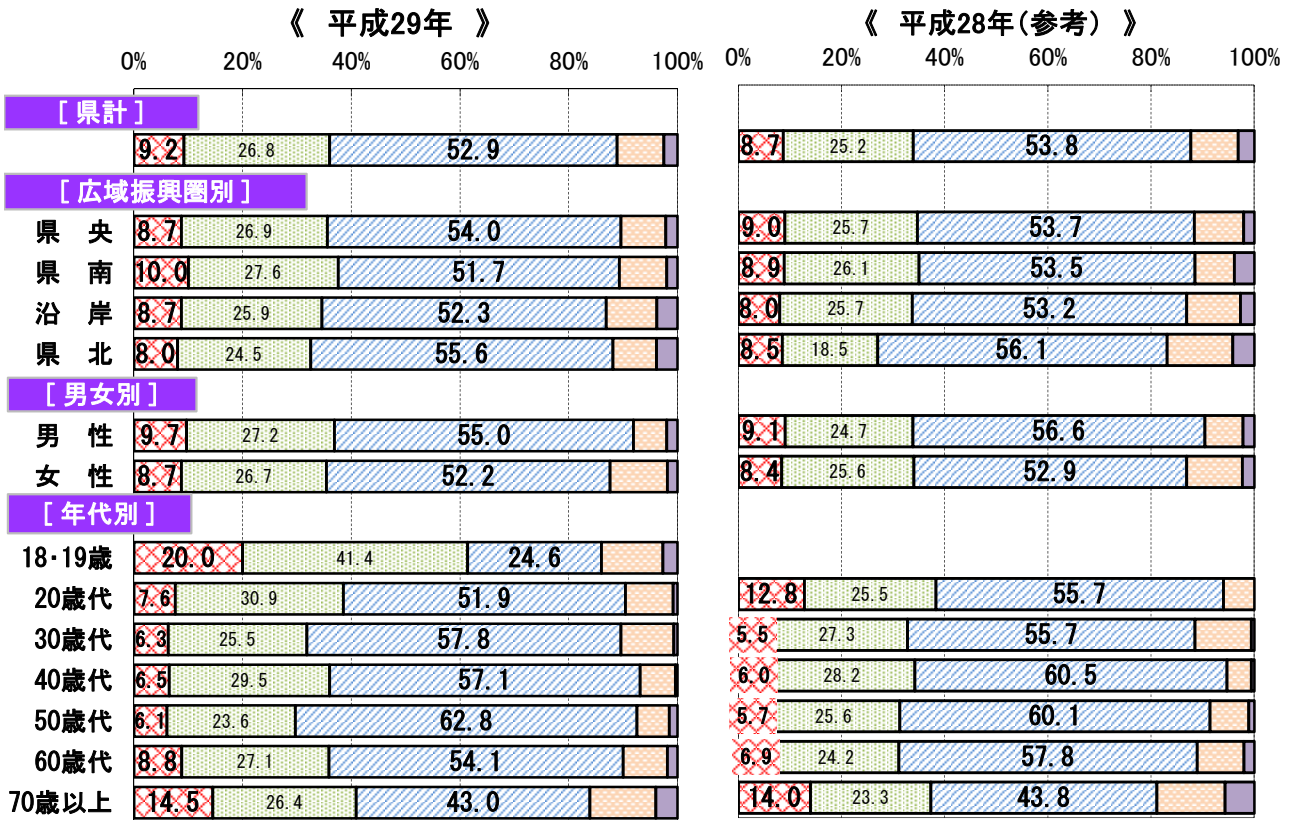 《 平成29年 》 《 平成28年(参考) 》
0% 20% 40% 60% 80% 100% 0% 20% 40% 60% 80% 100%
[ 県計 ]
9.2 26.8 52.9 8.7 25.2 53.8
[ 広域振興圏別 ]
県 央 8.7 26.9 54.0 9.0 25.7 53.7
県 南 10.0 27.6 51.7 8.9 26.1 53.5
沿 岸 8.7 25.9 52.3 8.0 25.7 53.2
県 北 8.0 24.5 55.6 8.5 18.5 56.1
[ 男女別 ]
男 性 9.7 27.2 55.0 9.1 24.7 56.6
女 性 8.7 26.7 52.2 8.4 25.6 52.9
[ 年代別 ]
18・19歳 20.0 41.4 24.6
20歳代 7.6 30.9 51.9 12.8 25.5 55.7
30歳代 6.3 25.5 57.8 5.5 27.3 55.7
40歳代 6.5 29.5 57.1 6.0 28.2 60.5
50歳代 6.1 23.6 62.8 5.7 25.6 60.1
60歳代 8.8 27.1 54.1 6.9 24.2 57.8
70歳以上 14.5 26.4 43.0 14.0 23.3 43.8